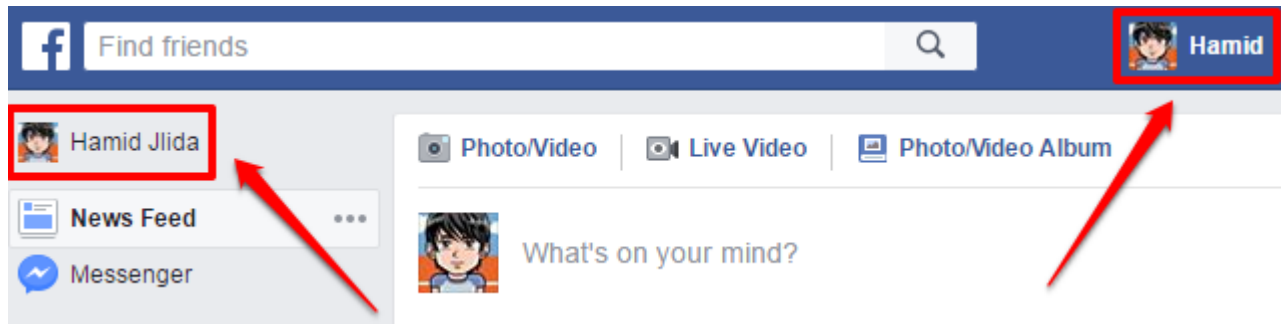 f Find friends
Hamid
Hamid Jlida
Photo/Video Live Video Photo/Video Album
News Feed
What's on your mind?
Messenger